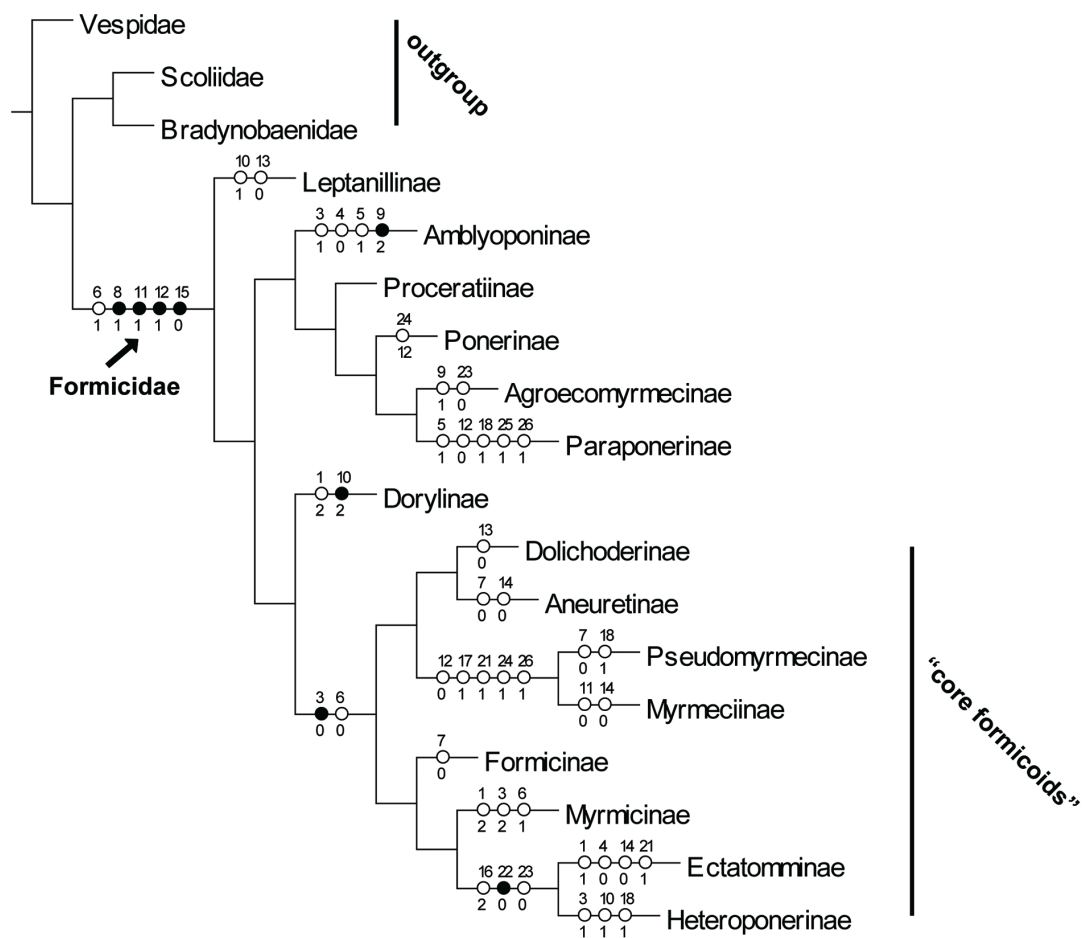 Vespidae
outgroup
Scoliidae
Bradynobaenidae
10 13
Leptanillinae
1 0
3 4 5 9
Amblyoponinae
1 0 1 2
Proceratiinae
6 8 11 12 15
1 1 1 1 0
Formicidae
24
Ponerinae
12
9 23
Agroecomyrmecinae
1 0
5 12 18 25 26
Paraponerinae
1 0 1 1 1
1 10
Dorylinae
2 2
13
Dolichoderinae
0
7 14
Aneuretinae
0 0
7 18
Pseudomyrmecinae
0 1
12 17 21 24 26
0 1 1 1 1
11 14
Myrmeciinae
0 0
3 6
0 0
"core formicoids"
7
Formicinae
0
1 3 6
Myrmicinae
2 2 1
1 4 14 21
Ectatomminae
1 0 0 1
16 22 23
2 0 0
3 10 18
Heteroponerinae
1 1 1